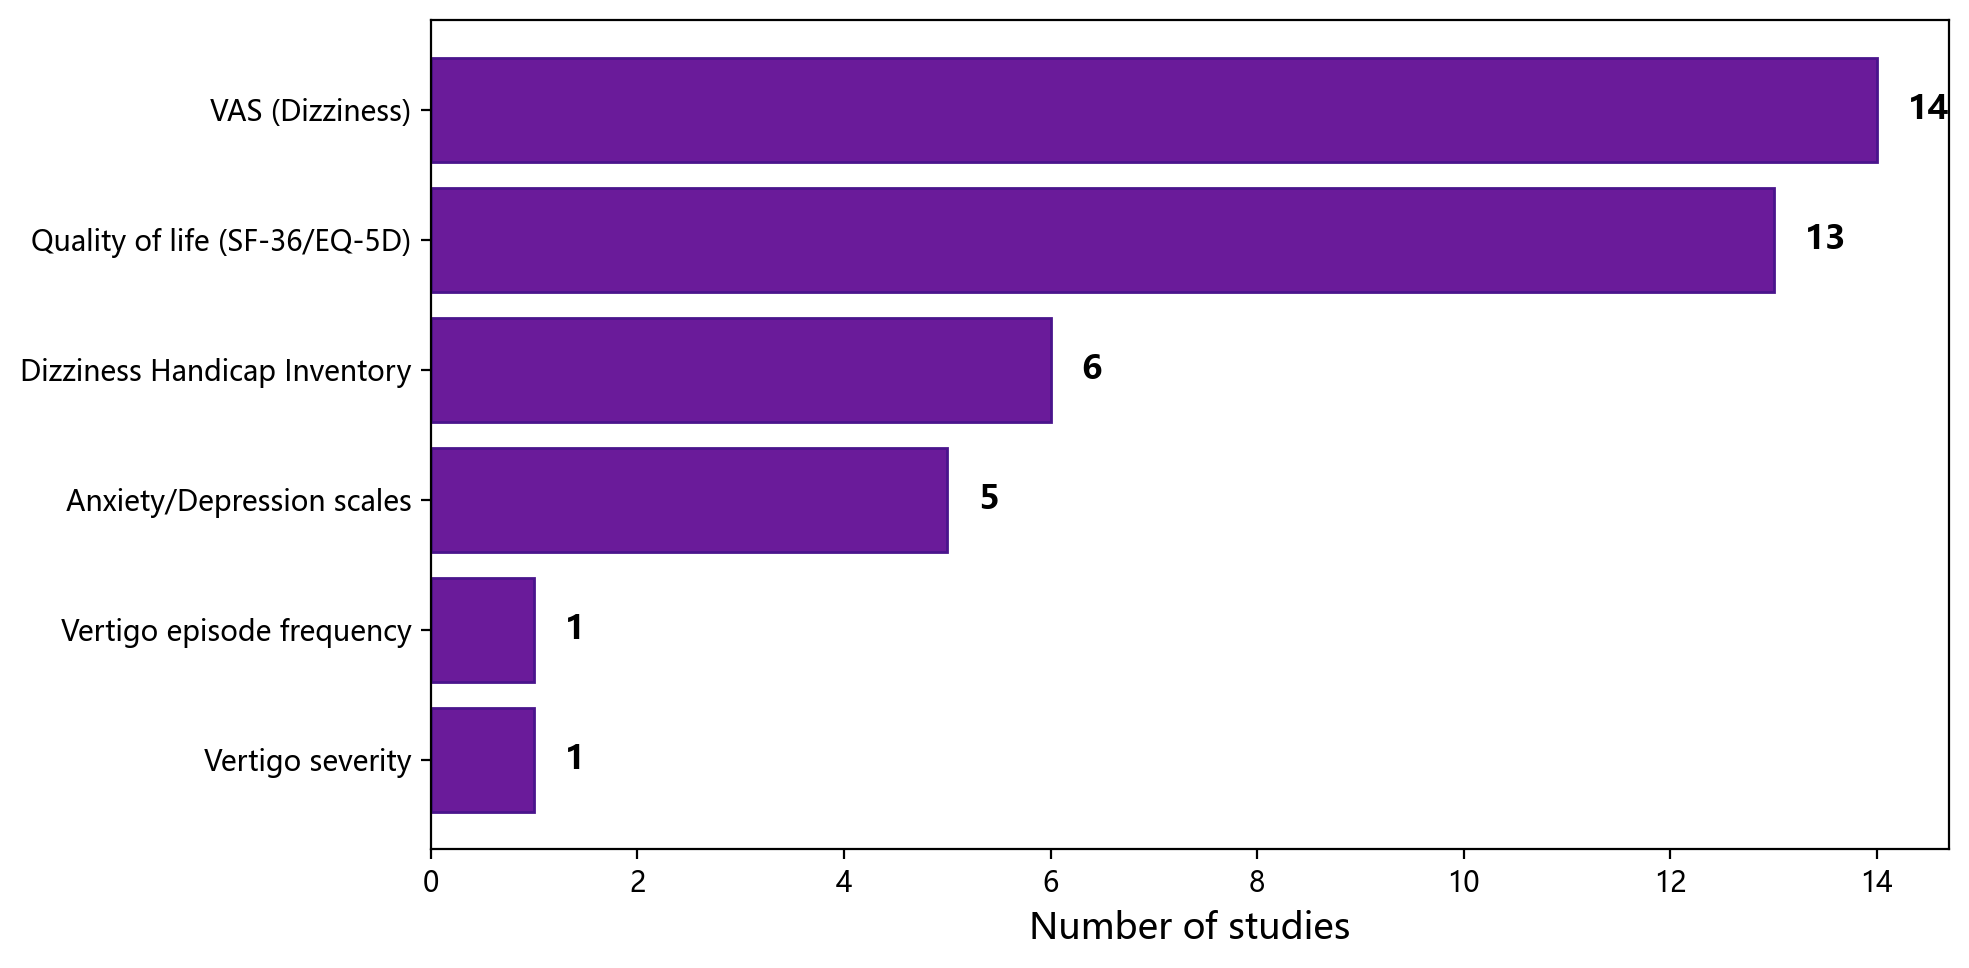 VAS (Dizziness)
14
Quality of life (SF-36/EQ-5D)
13
Dizziness Handicap Inventory
6
Anxiety/Depression scales
5
Vertigo episode frequency
1
Vertigo severity
1
0 2 4 6 8 10 12 14
Number of studies